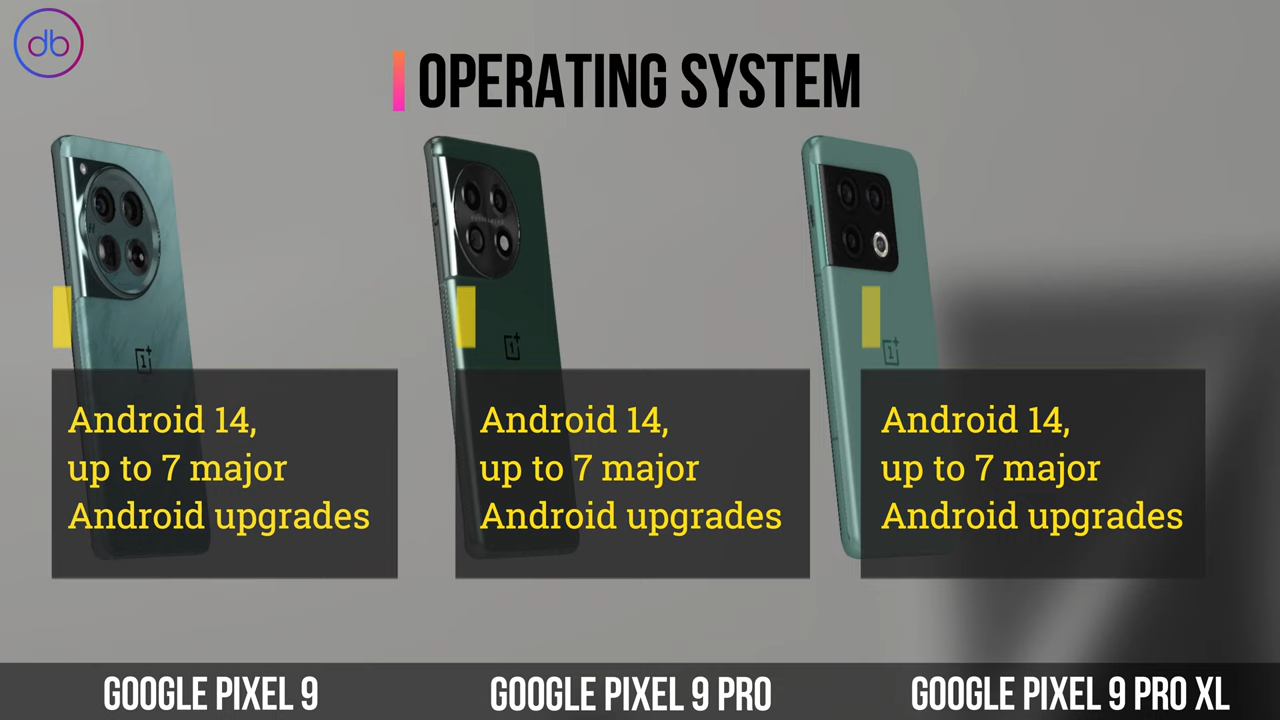 db
OPERATING SYSTEM
Android 14,
up to 7 major
Android upgrades
Android 14,
up to 7 major
Android upgrades
Android 14,
up to 7 major
Android upgrades
GOOGLE PIXEL 9
GOOGLE PIXEL 9 PRO
GOOGLE PIXEL 9 PRO XL